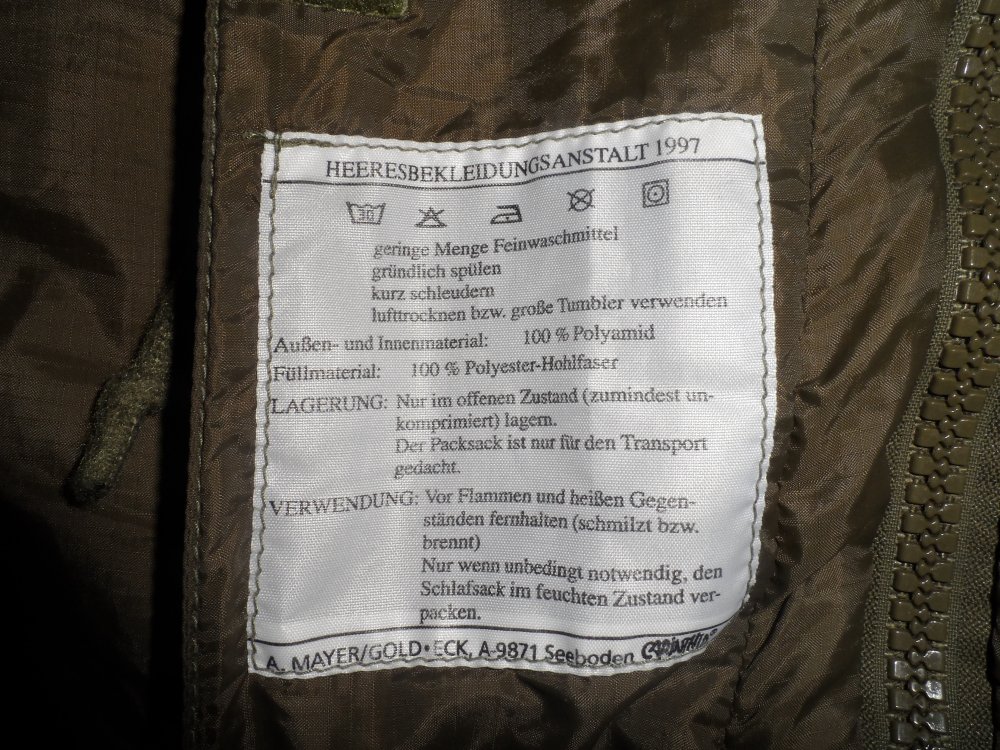 HEERESBEKLEIDUNGSANSTALT 1997
30
geringe Menge Feinwaschmittel
gründlich spülen
kurz schleudern
lufttrocknen bzw. große Tumbler verwenden
Außen- und Innenmaterial: 100 % Polyamid
Füllmaterial: 100 % Polyester-Hohlfaser
LAGERUNG: Nur im offenen Zustand (zumindest un-
komprimiert) lagern.
Der Packsack ist nur für den Transport
gedacht.
VERWENDUNG: Vor Flammen und heißen Gegen-
ständen fernhalten (schmilzt bzw.
brennt)
Nur wenn unbedingt notwendig, den
Schlafsack im feuchten Zustand ver-
packen.
A. MAYER/GOLD•ECK, A-9871 Seeboden CARINTHIA